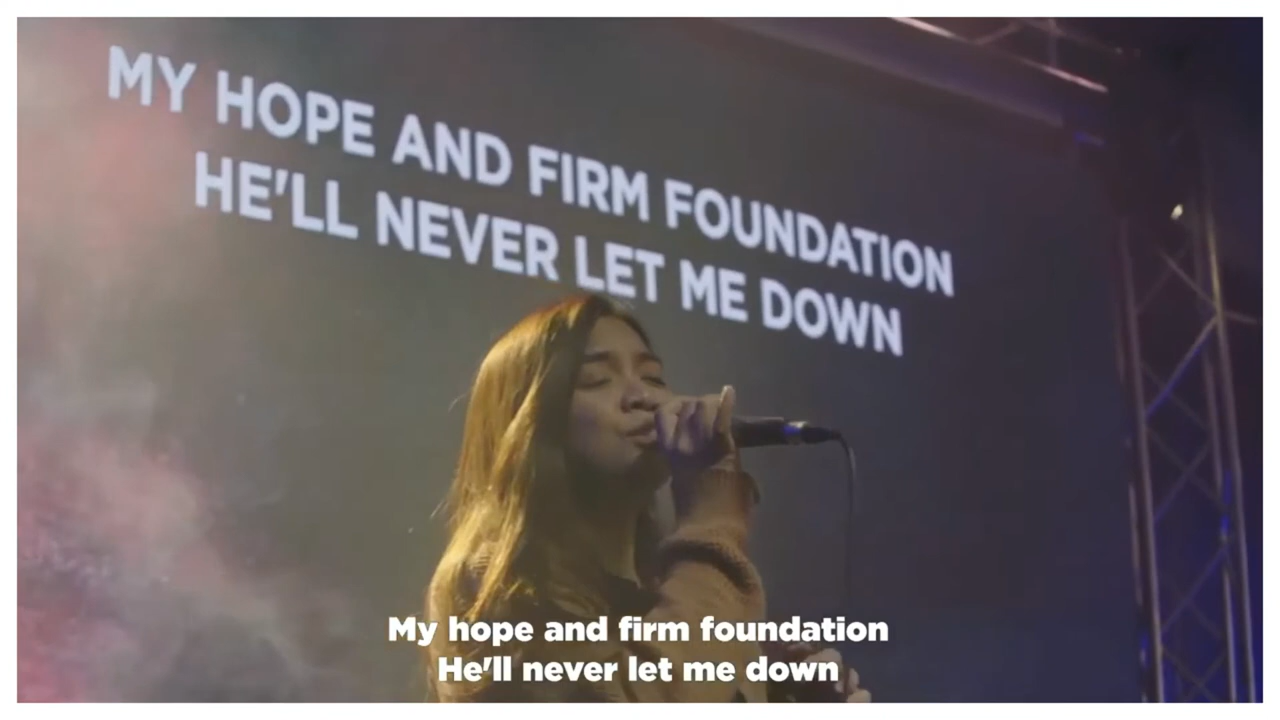 MY HOPE AND FIRM FOUNDATION
HE'LL NEVER LET ME DOWN
My hope and firm foundation
He'll never let me down